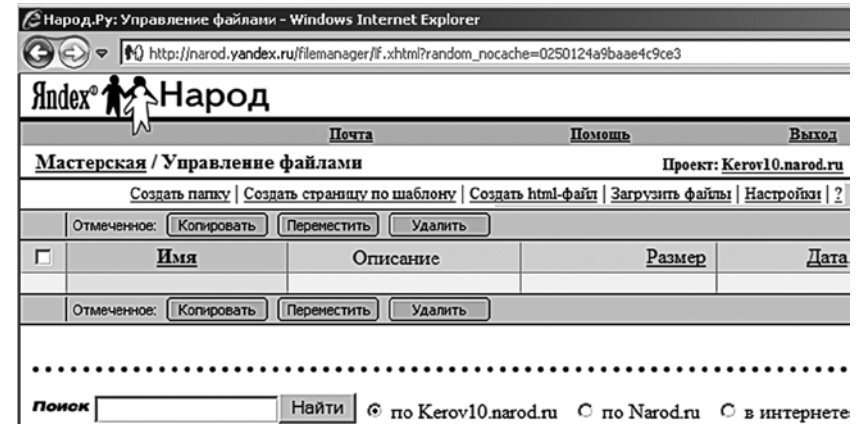 Народ.Ру: Управление файлами - Windows Internet Explorer
http://narod.yandex.ru/filemanager/lf.xhtml?random_nocache=0250124a9baae4c9ce3
Яndex® Народ
Почта Помощь Выход
Мастерская / Управление файлами Проект: Kerov10.narod.ru
Создать папку | Создать страницу по шаблону | Создать html-файл | Загрузить файлы | Настройки | ?
Отмеченное: Копировать Переместить Удалить
Имя Описание Размер Дата
Отмеченное: Копировать Переместить Удалить
Поиск Найти по Kerov10.narod.ru по Narod.ru в интернете